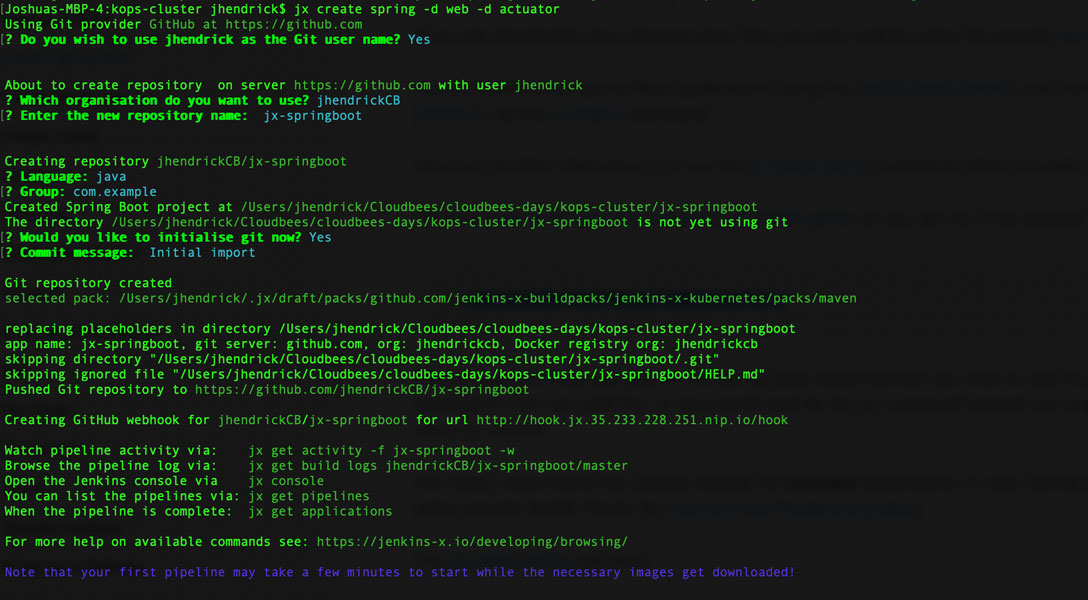 [Joshuas-MBP-4:kops-cluster jhendrick$ jx create spring -d web -d actuator
Using Git provider GitHub at https://github.com
[? Do you wish to use jhendrick as the Git user name? Yes
About to create repository  on server https://github.com with user jhendrick
? Which organisation do you want to use? jhendrickCB
[? Enter the new repository name:  jx-springboot
Creating repository jhendrickCB/jx-springboot
? Language: java
[? Group: com.example
Created Spring Boot project at /Users/jhendrick/Cloudbees/cloudbees-days/kops-cluster/jx-springboot
The directory /Users/jhendrick/Cloudbees/cloudbees-days/kops-cluster/jx-springboot is not yet using git
[? Would you like to initialise git now? Yes
[? Commit message:  Initial import
Git repository created
selected pack: /Users/jhendrick/.jx/draft/packs/github.com/jenkins-x-buildpacks/jenkins-x-kubernetes/packs/maven
replacing placeholders in directory /Users/jhendrick/Cloudbees/cloudbees-days/kops-cluster/jx-springboot
app name: jx-springboot, git server: github.com, org: jhendrickcb, Docker registry org: jhendrickcb
skipping directory "/Users/jhendrick/Cloudbees/cloudbees-days/kops-cluster/jx-springboot/.git"
skipping ignored file "/Users/jhendrick/Cloudbees/cloudbees-days/kops-cluster/jx-springboot/HELP.md"
Pushed Git repository to https://github.com/jhendrickCB/jx-springboot
Creating GitHub webhook for jhendrickCB/jx-springboot for url http://hook.jx.35.233.228.251.nip.io/hook
Watch pipeline activity via:    jx get activity -f jx-springboot -w
Browse the pipeline log via:    jx get build logs jhendrickCB/jx-springboot/master
Open the Jenkins console via    jx console
You can list the pipelines via: jx get pipelines
When the pipeline is complete:  jx get applications
For more help on available commands see: https://jenkins-x.io/developing/browsing/
Note that your first pipeline may take a few minutes to start while the necessary images get downloaded!